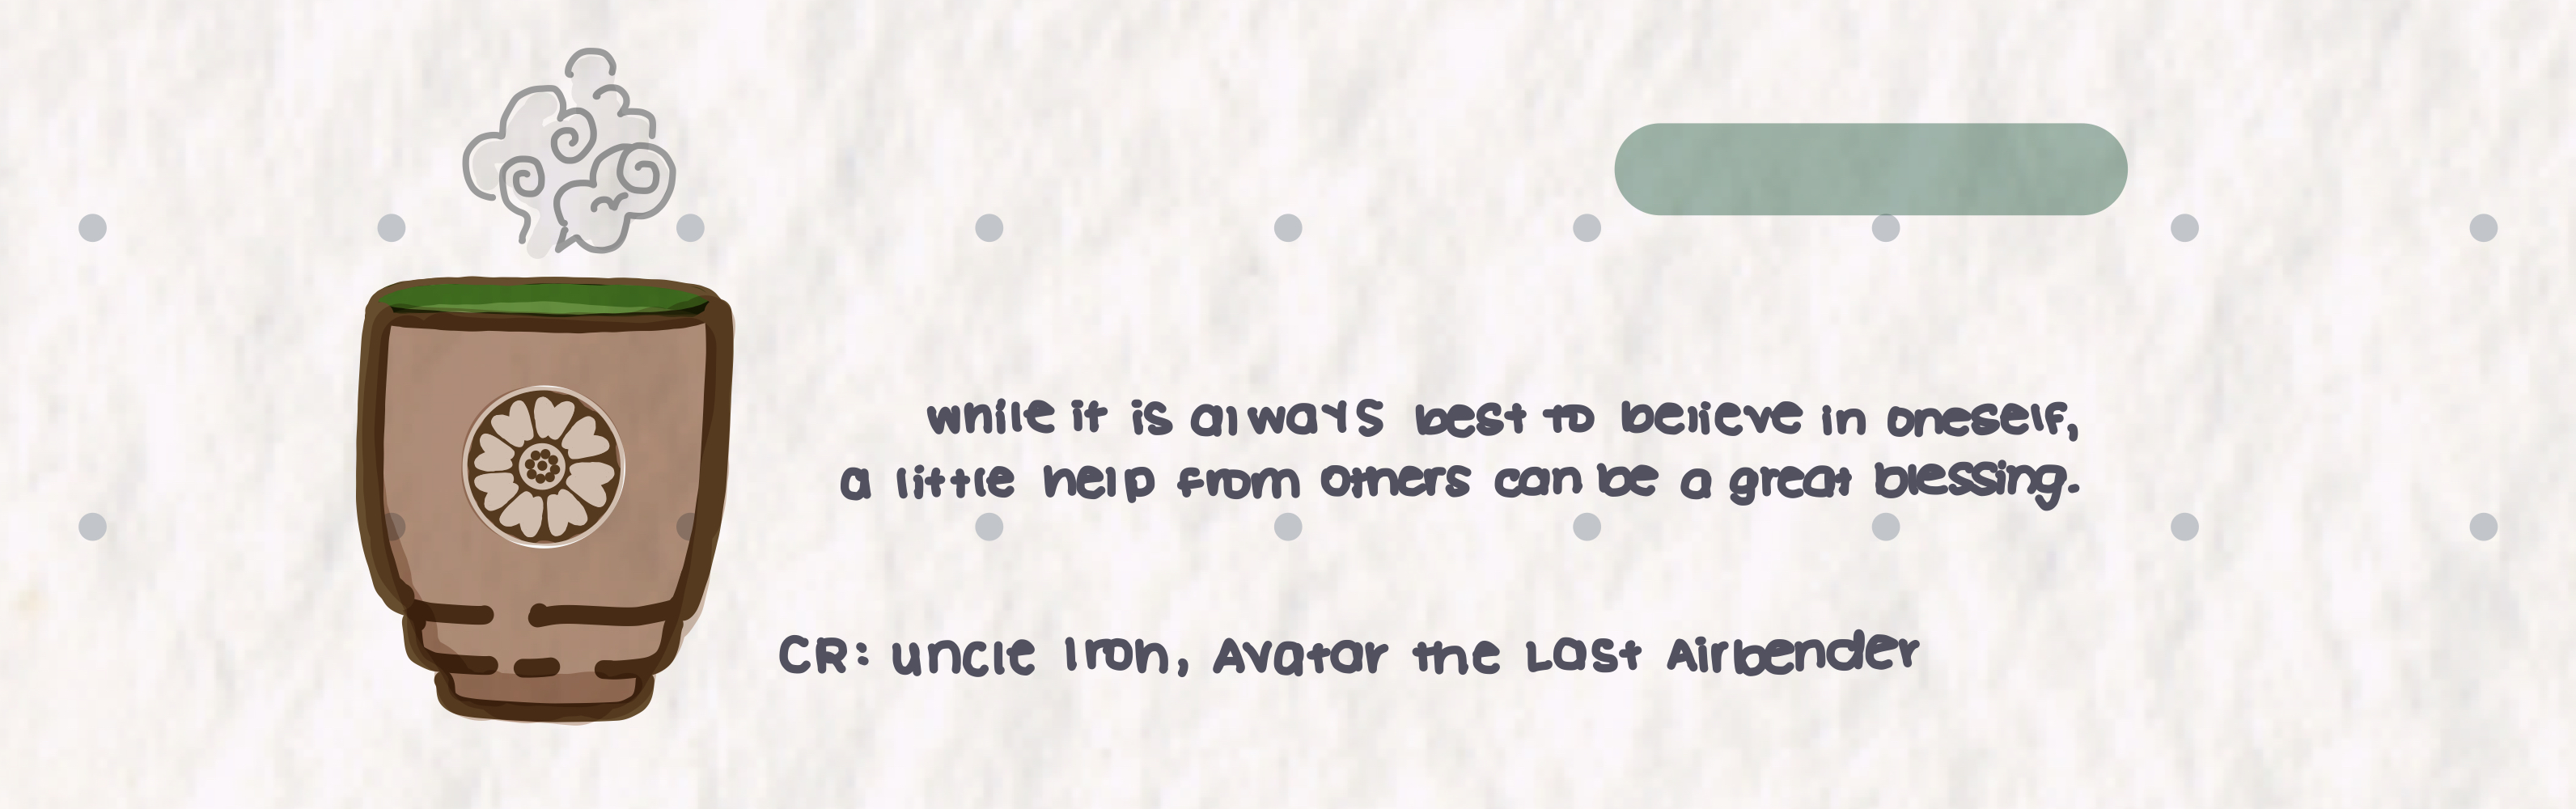 while it is always best to believe in oneself,
a little help from others can be a great blessing.
CR: uncle Iroh, Avatar the Last Airbender